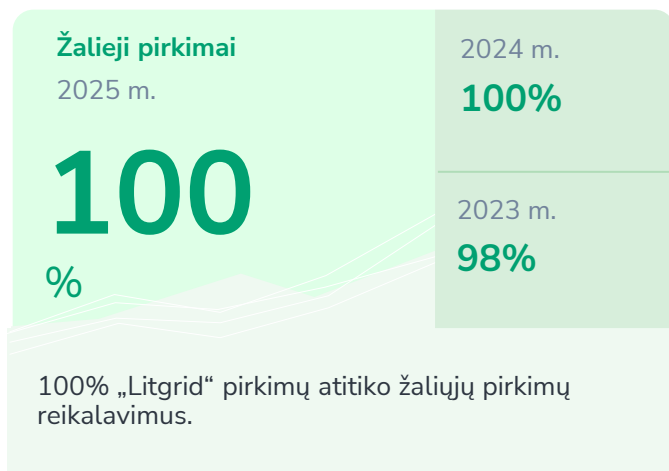 Žalieji pirkimai
2025 m.
100
%
2024 m.
100%
2023 m.
98%
100% „Litgrid“ pirkimų atitiko žaliųjų pirkimų
reikalavimus.